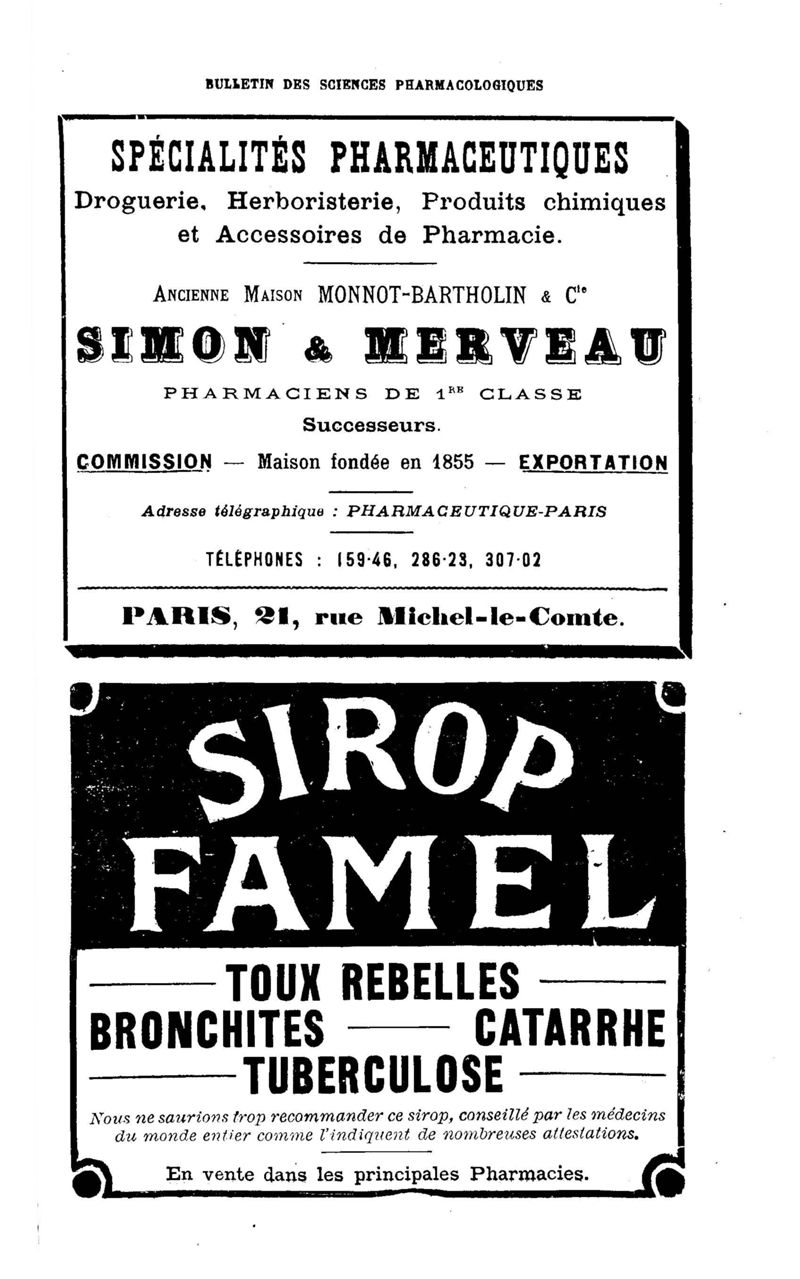 BULLETIN DES SCIENCES PHARMACOLOGIQUES
SPÉCIALITÉS PHARMACEUTIQUES
Droguerie, Herboristerie, Produits chimiques
et Accessoires de Pharmacie.
ANCIENNE MAISON MONNOT-BARTHOLIN & Cie
SIMON & MERVEAU
PHARMACIENS DE 1RE CLASSE
Successeurs.
COMMISSION — Maison fondée en 1855 — EXPORTATION
Adresse télégraphique : PHARMACEUTIQUE-PARIS
TÉLÉPHONES : 159-46, 286-23, 307-02
PARIS, 21, rue Michel-le-Comte.
SIROP
FAMEL
TOUX REBELLES
BRONCHITES — CATARRHE
TUBERCULOSE
Nous ne saurions trop recommander ce sirop, conseillé par les médecins
du monde entier comme l'indiquent de nombreuses attestations.
En vente dans les principales Pharmacies.